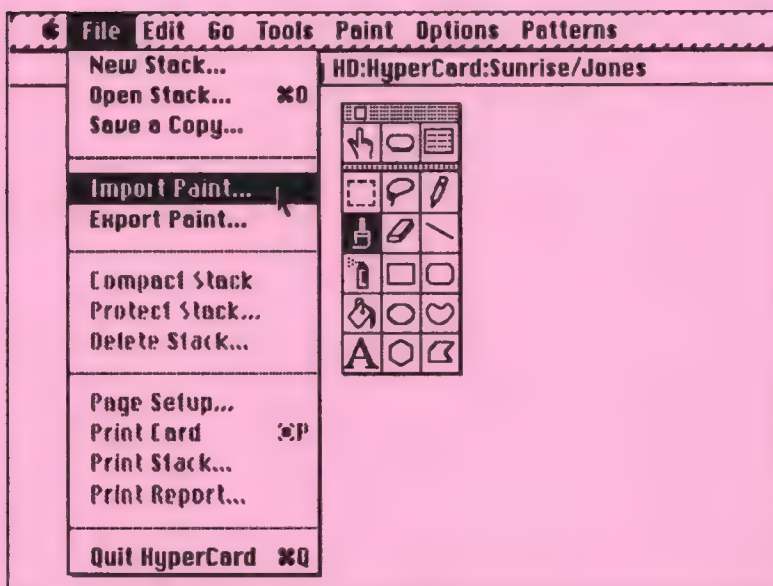 File Edit Go Tools Paint Options Patterns
HD:HyperCard:Sunrise/Jones
New Stack...
Open Stack... ⌘O
Save a Copy...
Import Paint...
Export Paint...
Compact Stack
Protect Stack...
Delete Stack...
Page Setup...
Print Card ⌘P
Print Stack...
Print Report...
Quit HyperCard ⌘Q
A